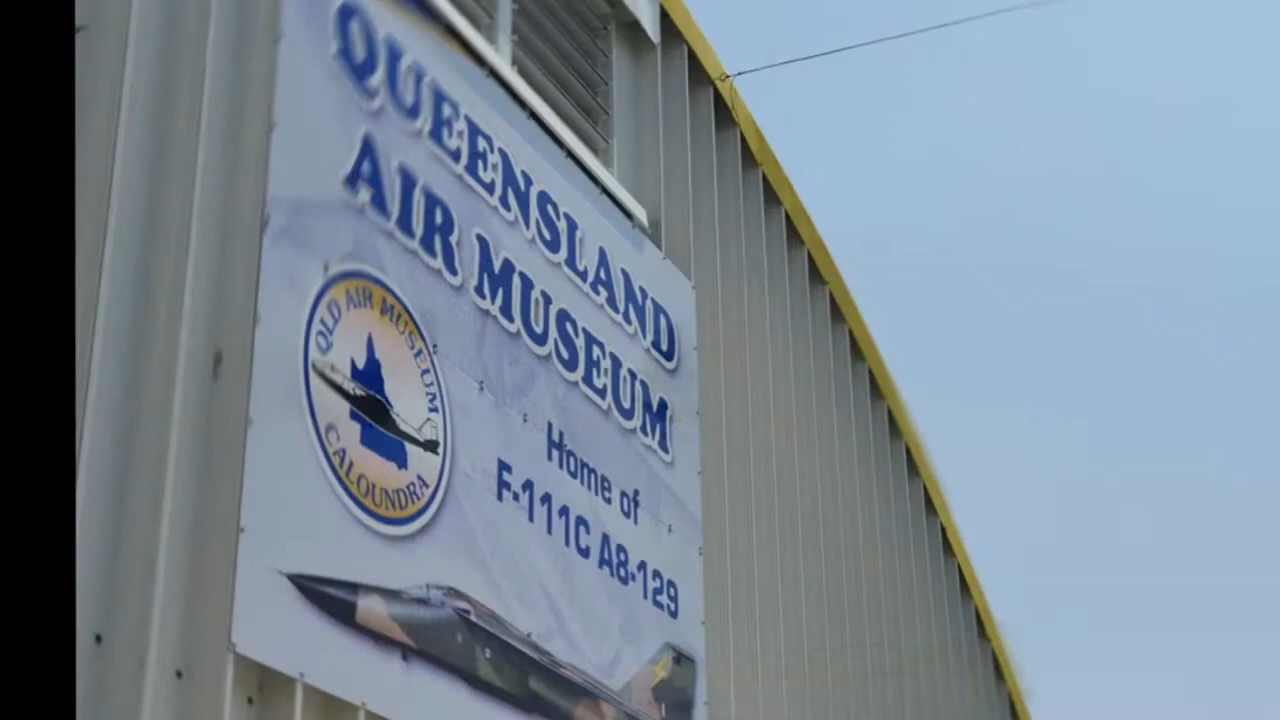 QUEENSLAND
AIR MUSEUM
QLD AIR MUSEUM
CALOUNDRA
Home of
F-111C A8-129